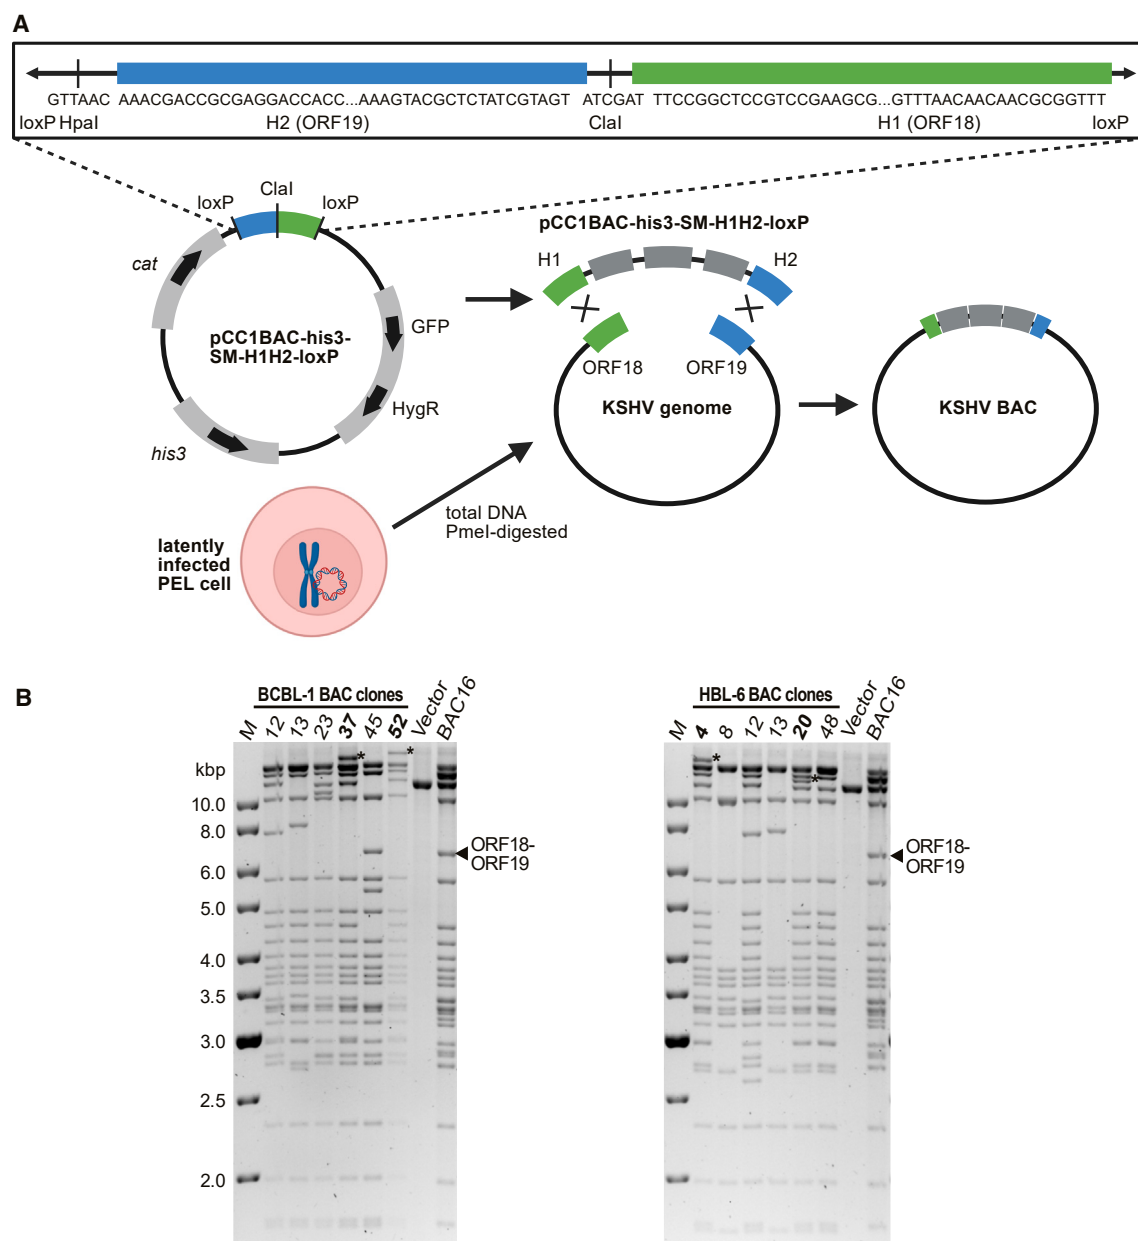 A
GTTAAC AAACGACCGCGAGGACCACC...AAAGTACGCTCTATCGTAGT ATCGAT TTCCGGCTCCGTCCGAAGCG...GTTTAACAACAACGCGGTTT
loxP HpaI H2 (ORF19) ClaI H1 (ORF18) loxP
loxP ClaI loxP
cat
GFP
pCC1BAC-his3-
SM-H1H2-loxP
HygR
his3
pCC1BAC-his3-SM-H1H2-loxP
H1 H2
ORF18 ORF19
KSHV genome
KSHV BAC
total DNA
PmeI-digested
latently
infected
PEL cell
B
BCBL-1 BAC clones
M 12 13 23 37 45 52 Vector BAC16
* *
kbp
10.0
8.0
6.0
5.0
4.0
3.5
3.0
2.5
2.0
ORF18-
ORF19
HBL-6 BAC clones
M 4 8 12 13 20 48 Vector BAC16
* *
ORF18-
ORF19